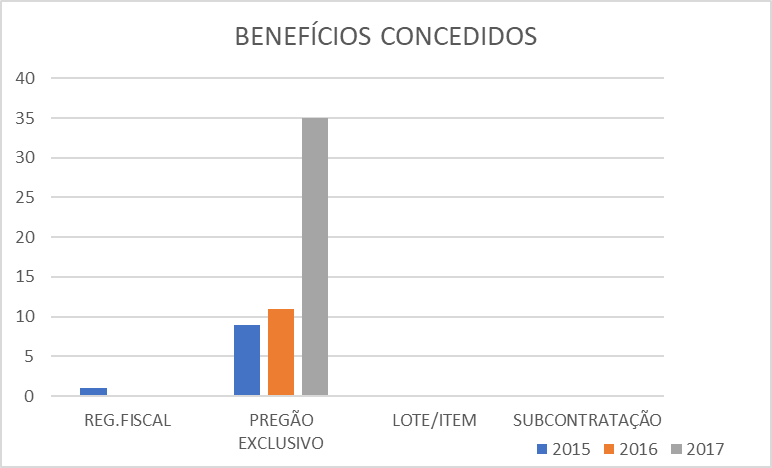 BENEFÍCIOS CONCEDIDOS
40
35
30
25
20
15
10
5
0
REG.FISCAL
PREGÃO
EXCLUSIVO
LOTE/ITEM
SUBCONTRATAÇÃO
2015
2016
2017